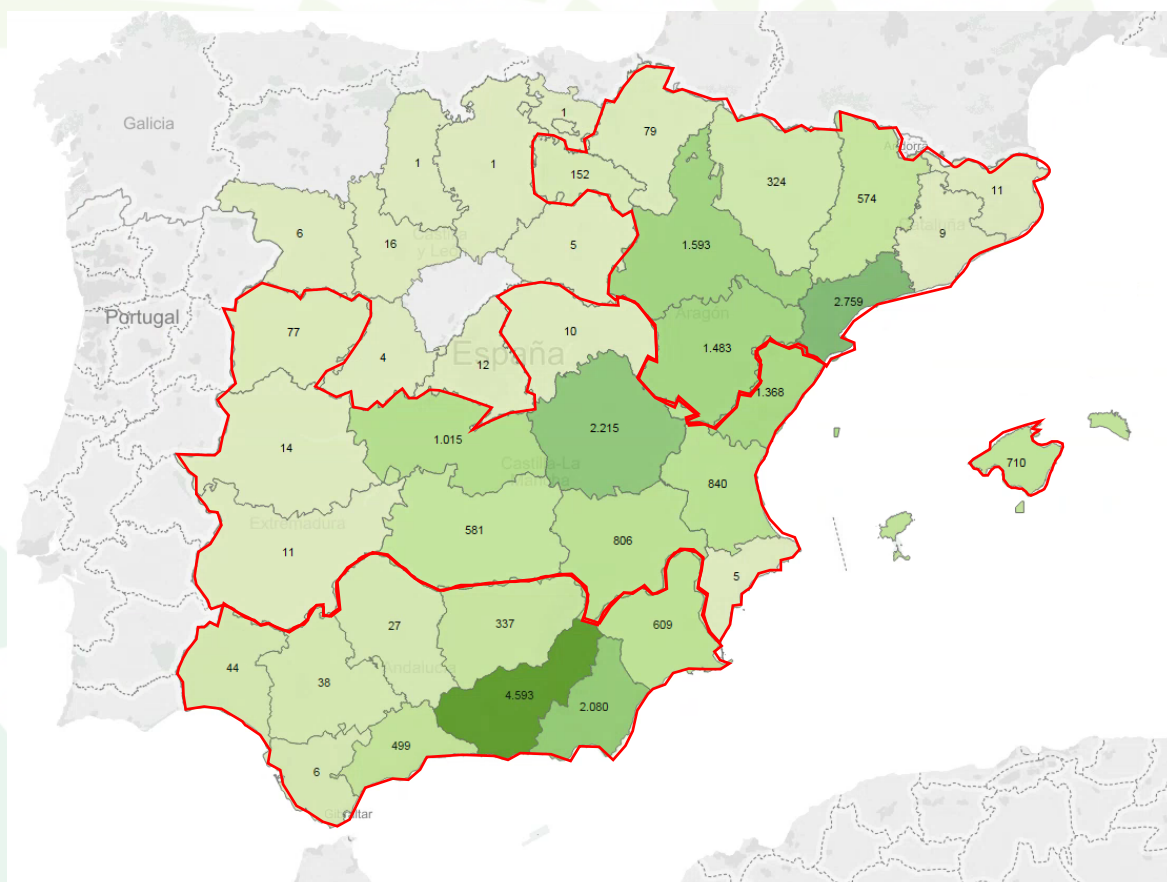 1
79
Galicia
Andorra
1
1
152
324
11
574
6
16
Castilla
y León
5
9
Cataluña
1.593
2.759
Portugal
77
10
Aragón
4
España
12
1.483
1.368
14
1.015
2.215
Castilla-La
Mancha
840
710
Extremadura
581
806
11
5
27
337
609
44
Andalucía
38
4.593
2.080
499
6
Gibraltar